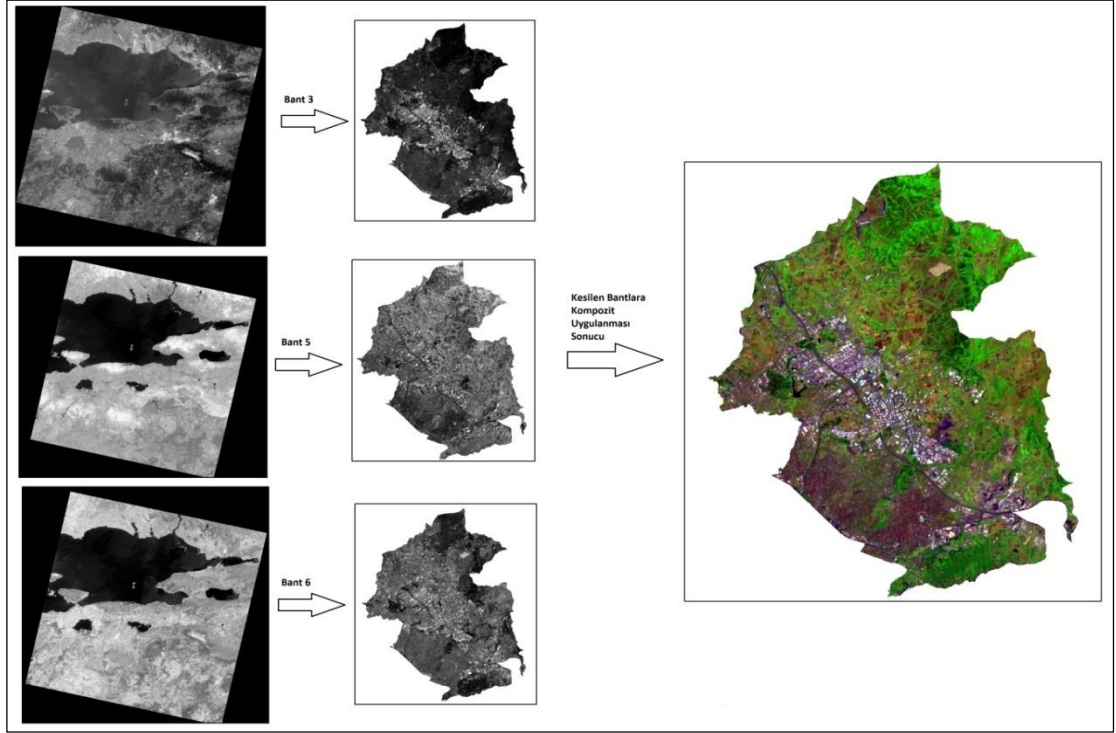 Bant 3
Bant 5
Kesilen Bantlara
Kompozit
Uygulanması
Sonucu
Bant 6